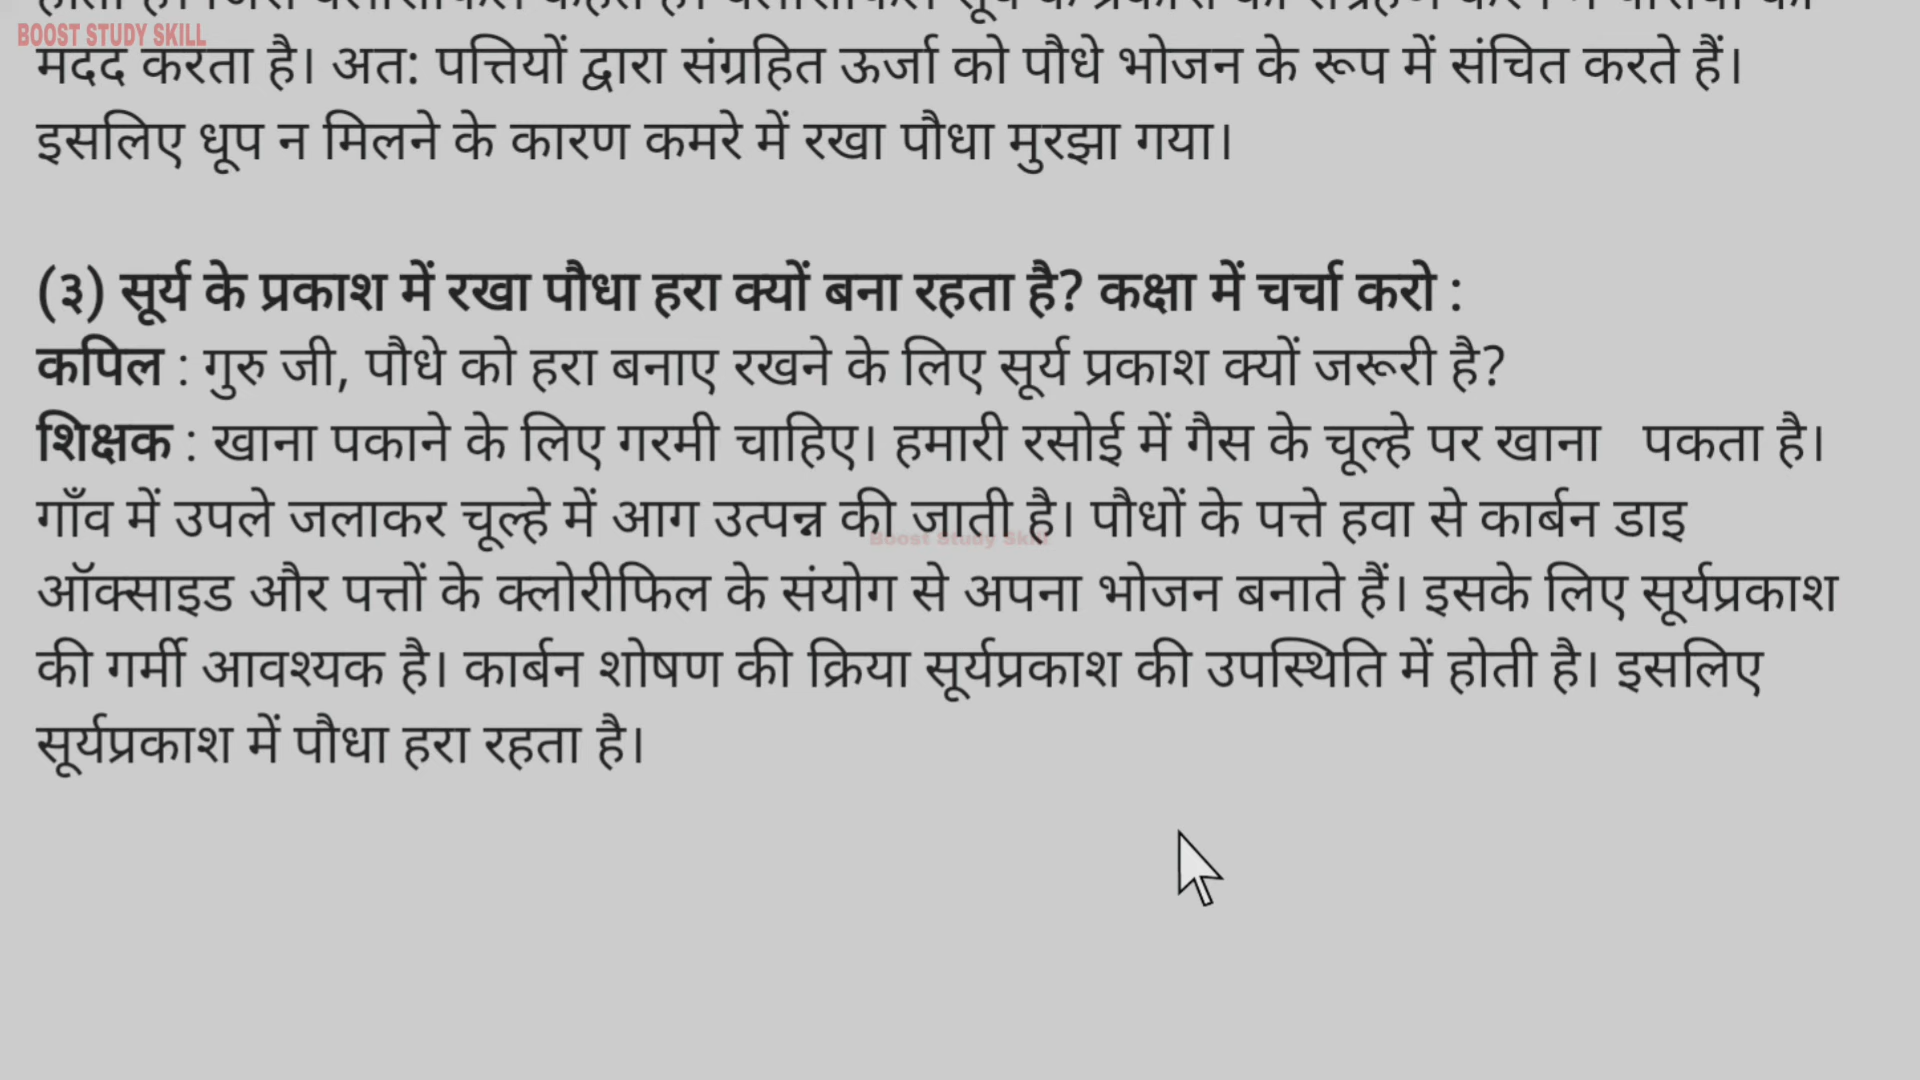 BOOST STUDY SKILL
मदद करता है। अत: पत्तियों द्वारा संग्रहित ऊर्जा को पौधे भोजन के रूप में संचित करते हैं।
इसलिए धूप न मिलने के कारण कमरे में रखा पौधा मुरझा गया।
(३) सूर्य के प्रकाश में रखा पौधा हरा क्यों बना रहता है? कक्षा में चर्चा करो :
कपिल : गुरु जी, पौधे को हरा बनाए रखने के लिए सूर्य प्रकाश क्यों जरूरी है?
शिक्षक : खाना पकाने के लिए गरमी चाहिए। हमारी रसोई में गैस के चूल्हे पर खाना पकता है।
गाँव में उपले जलाकर चूल्हे में आग उत्पन्न की जाती है। पौधों के पत्ते हवा से कार्बन डाइ
Boost Study Skill
ऑक्साइड और पत्तों के क्लोरीफिल के संयोग से अपना भोजन बनाते हैं। इसके लिए सूर्यप्रकाश
की गर्मी आवश्यक है। कार्बन शोषण की क्रिया सूर्यप्रकाश की उपस्थिति में होती है। इसलिए
सूर्यप्रकाश में पौधा हरा रहता है।